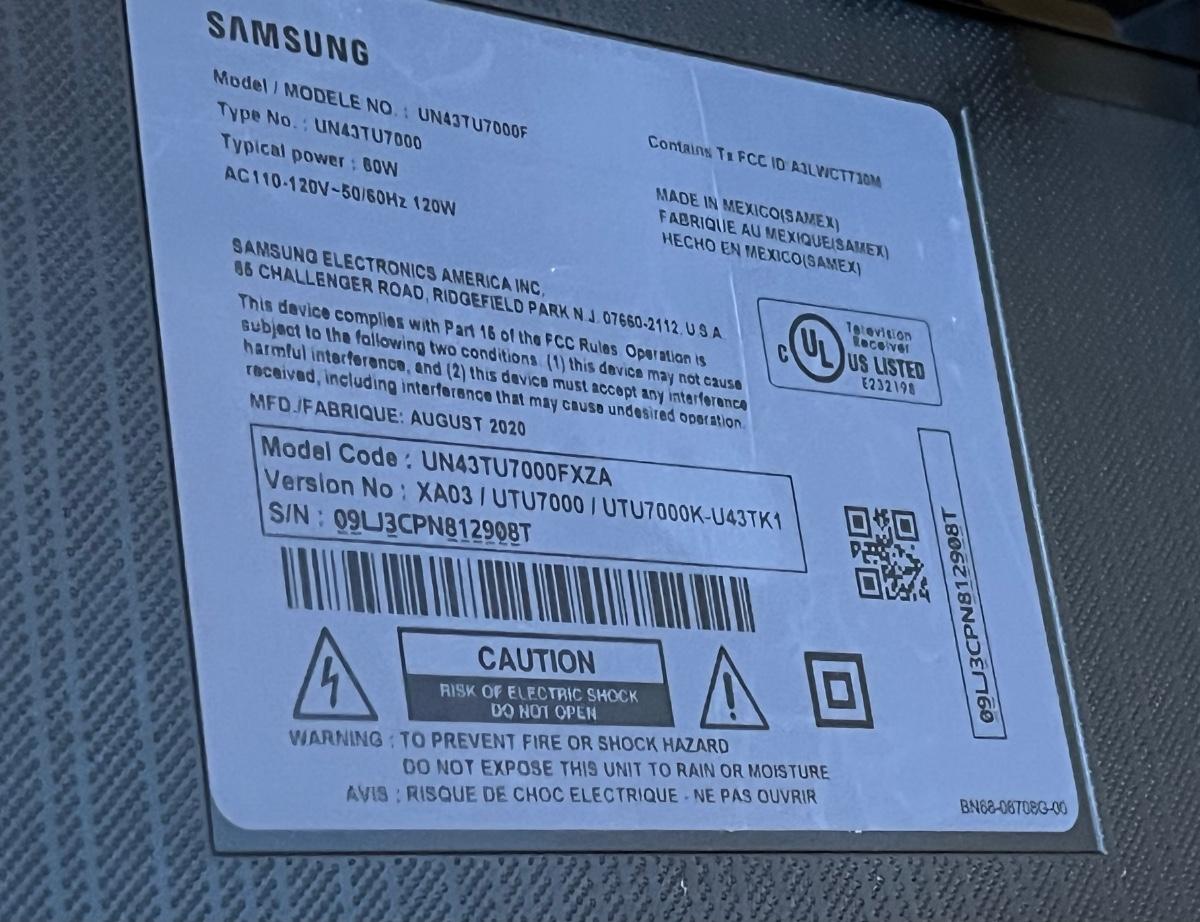 SAMSUNG
Model / MODELE NO. : UN43TU7000F
Type No. : UN43TU7000
Typical power : 60W
AC110-120V~50/60Hz 120W
Contains Tx FCC ID A3LWCT730M
MADE IN MEXICO(SAMEX)
FABRIQUE AU MEXIQUE(SAMEX)
HECHO EN MEXICO(SAMEX)
SAMSUNG ELECTRONICS AMERICA INC,
85 CHALLENGER ROAD, RIDGEFIELD PARK N.J. 07660-2112, U.S.A
This device complies with Part 15 of the FCC Rules. Operation is
subject to the following two conditions. (1) this device may not cause
harmful interference, and (2) this device must accept any interference
received, including interference that may cause undesired operation.
MFD./FABRIQUE: AUGUST 2020
C UL US LISTED
Television
Receiver
E232198
Model Code : UN43TU7000FXZA
Version No : XA03 / UTU7000 / UTU7000K-U43TK1
S/N : 09LJ3CPN812908T
09LJ3CPN812908T
CAUTION
RISK OF ELECTRIC SHOCK
DO NOT OPEN
WARNING : TO PREVENT FIRE OR SHOCK HAZARD
DO NOT EXPOSE THIS UNIT TO RAIN OR MOISTURE
AVIS : RISQUE DE CHOC ELECTRIQUE - NE PAS OUVRIR
BN68-06708G-00